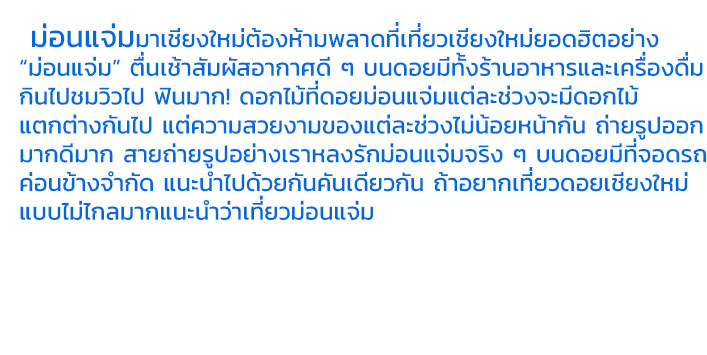 ม่อนแจ่มมาเชียงใหม่ต้องห้ามพลาดที่เที่ยวเชียงใหม่ยอดฮิตอย่าง
“ม่อนแจ่ม” ตื่นเช้าสัมผัสอากาศดี ๆ บนดอยมีทั้งร้านอาหารและเครื่องดื่ม
กินไปชมวิวไป ฟินมาก! ดอกไม้ที่ดอยม่อนแจ่มแต่ละช่วงจะมีดอกไม้
แตกต่างกันไป แต่ความสวยงามของแต่ละช่วงไม่น้อยหน้ากัน ถ่ายรูปออก
มากดีมาก สายถ่ายรูปอย่างเราหลงรักม่อนแจ่มจริง ๆ บนดอยมีที่จอดรถ
ค่อนข้างจำกัด แนะนำไปด้วยกันคันเดียวกัน ถ้าอยากเที่ยวดอยเชียงใหม่
แบบไม่ไกลมากแนะนำว่าเที่ยวม่อนแจ่ม